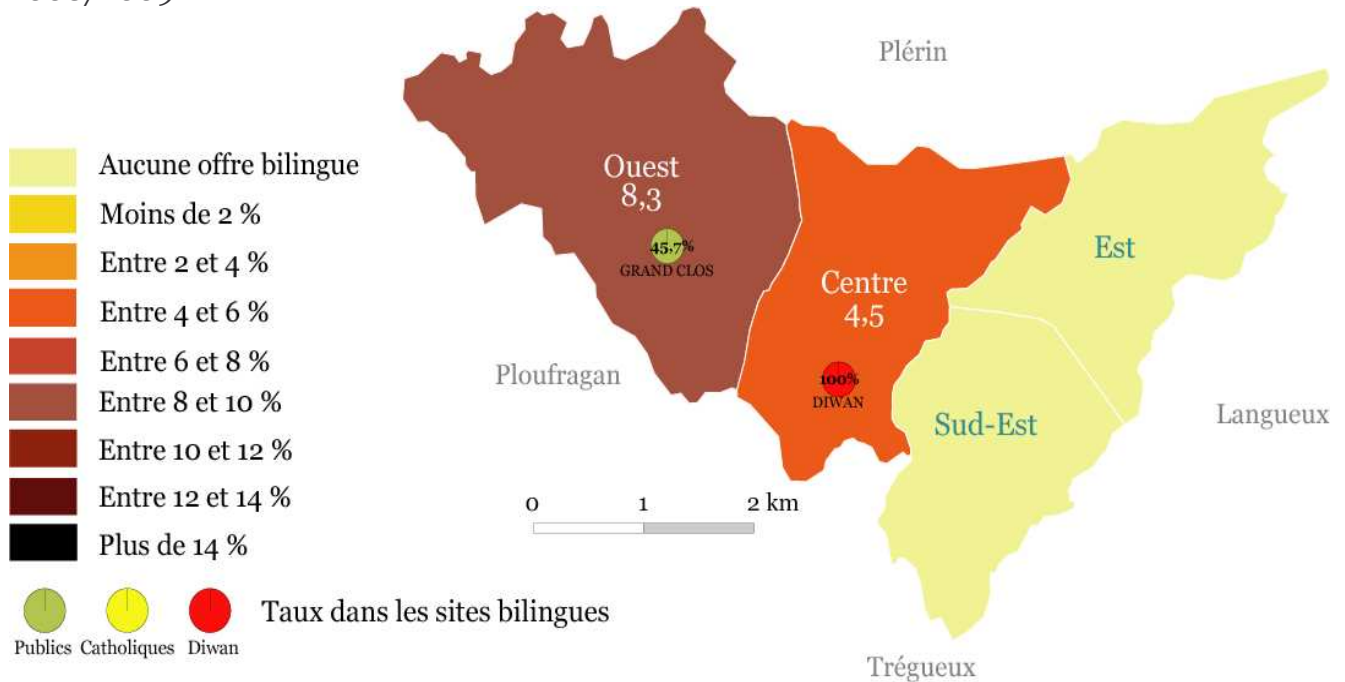 Plérin
Aucune offre bilingue
Moins de 2 %
Entre 2 et 4 %
Entre 4 et 6 %
Entre 6 et 8 %
Entre 8 et 10 %
Entre 10 et 12 %
Entre 12 et 14 %
Plus de 14 %
Ouest
8,3
45,7%
GRAND CLOS
Centre
4,5
100%
DIWAN
Est
Sud-Est
Ploufragan
Langueux
0 1 2 km
Publics Catholiques Diwan
Taux dans les sites bilingues
Trégueux